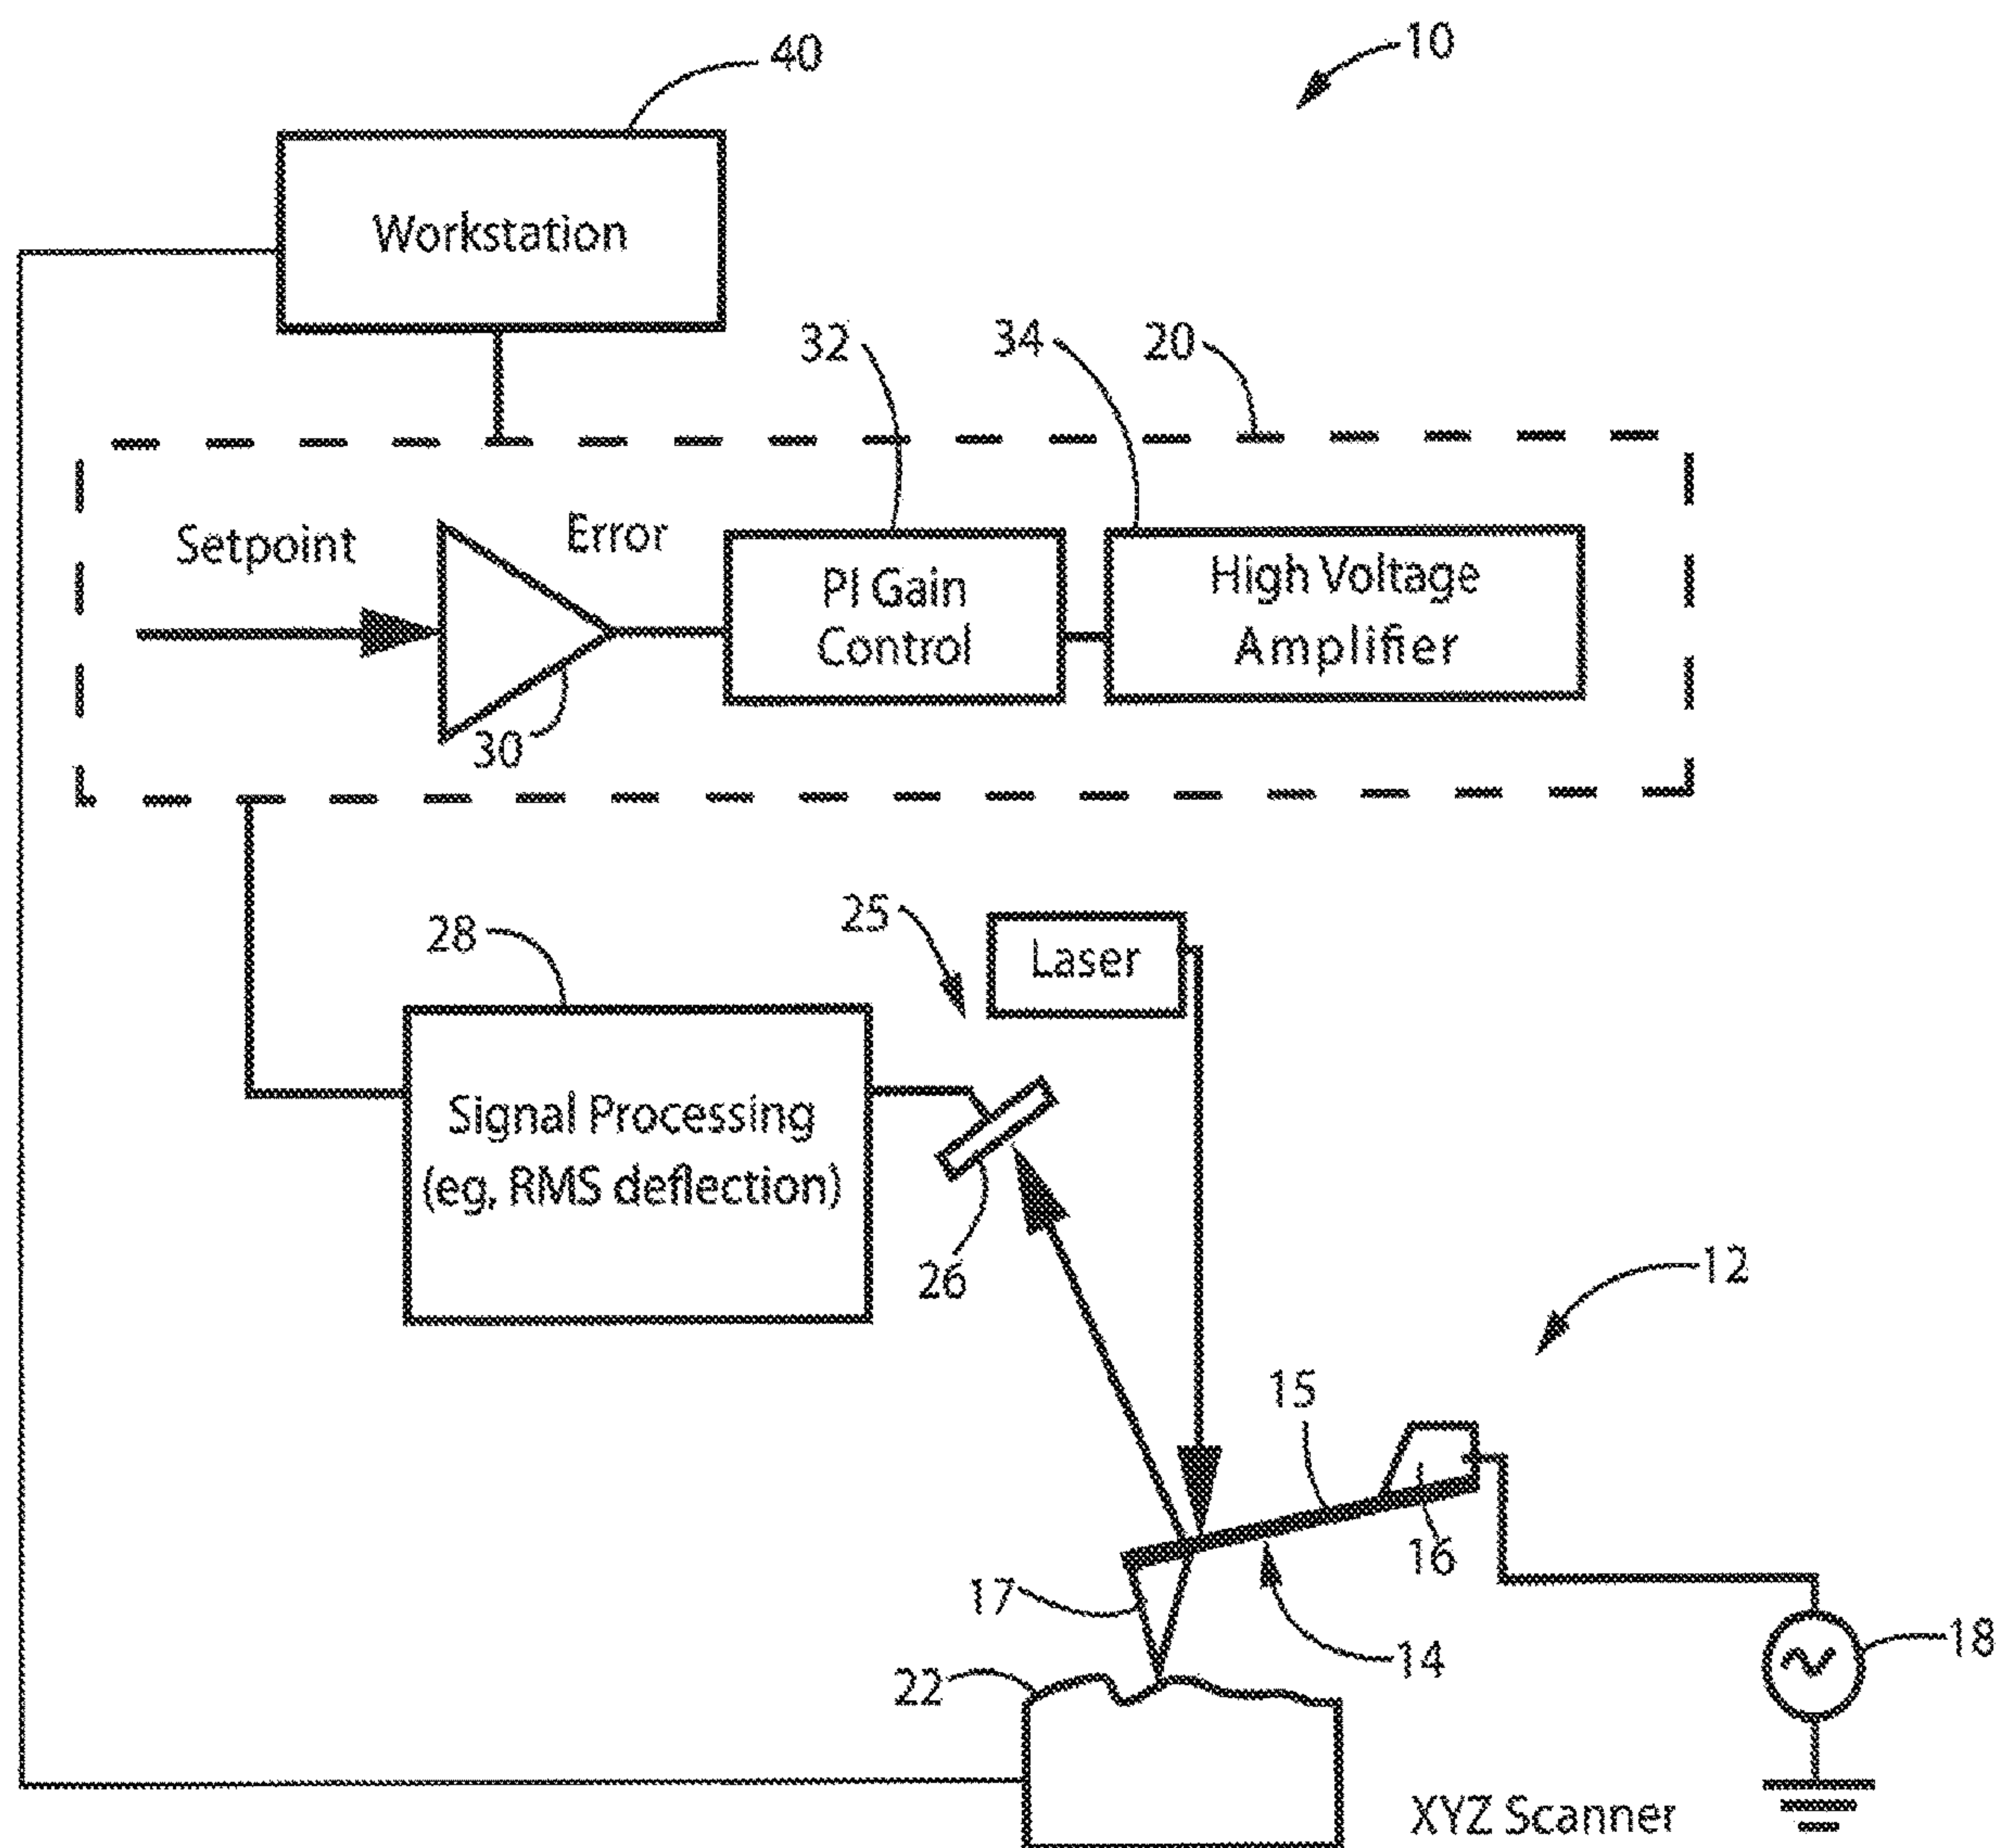 40
10
Workstation
32
34
20
Setpoint
Error
PI Gain
Control
High Voltage
Amplifier
30
28
25
Laser
Signal Processing
(eg, RMS deflection)
26
12
15
16
17
14
18
22
XYZ Scanner